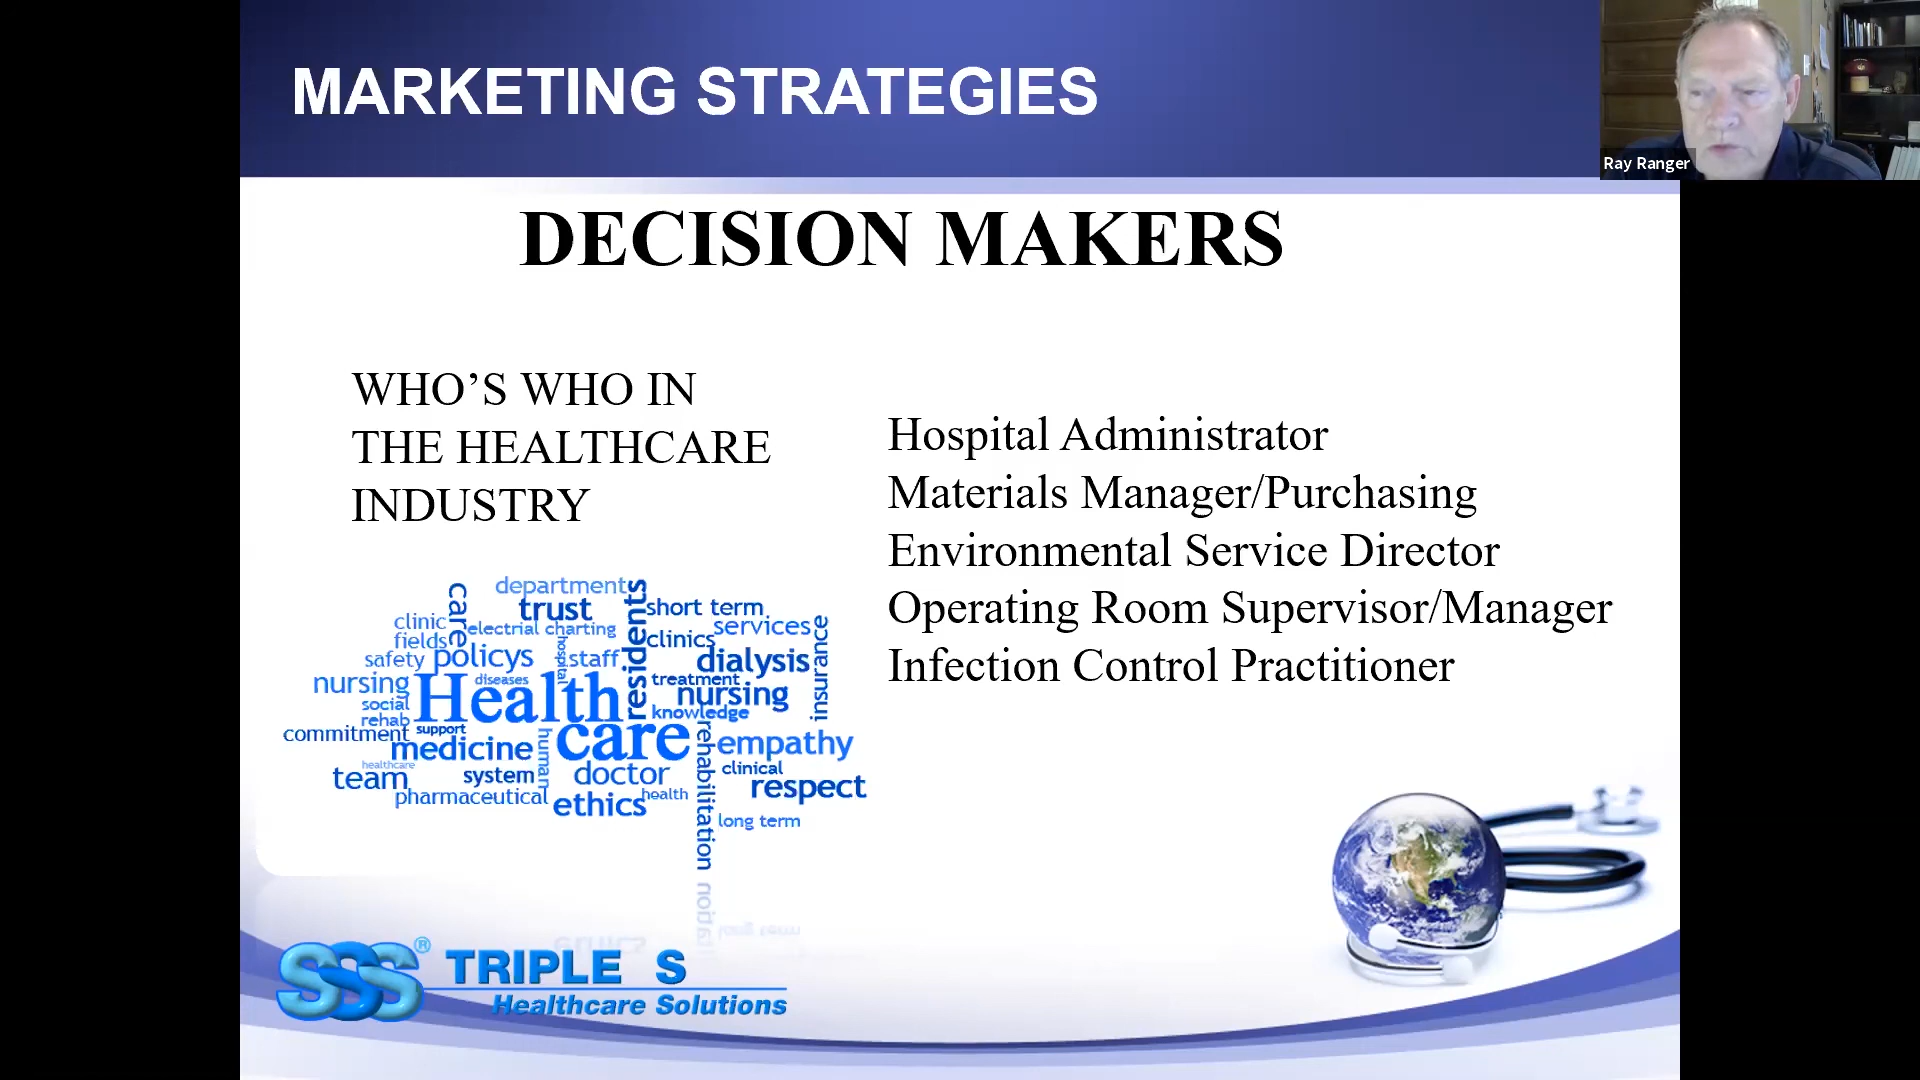 MARKETING STRATEGIES
Ray Ranger
DECISION MAKERS
WHO'S WHO IN
THE HEALTHCARE
INDUSTRY
Hospital Administrator
Materials Manager/Purchasing
Environmental Service Director
Operating Room Supervisor/Manager
Infection Control Practitioner
department
care
trust
residents
short term
clinic
electrial charting
services
fields
hospital
clinics
insurance
safety
policys
staff
dialysis
nursing
diseases
treatment
Health
nursing
social
knowledge
rehab
commitment
support
care
human
rehabilitation
empathy
medicine
healthcare
team
system
doctor
clinical
respect
pharmaceutical
ethics
health
long term
SSS®
TRIPLE S
Healthcare Solutions